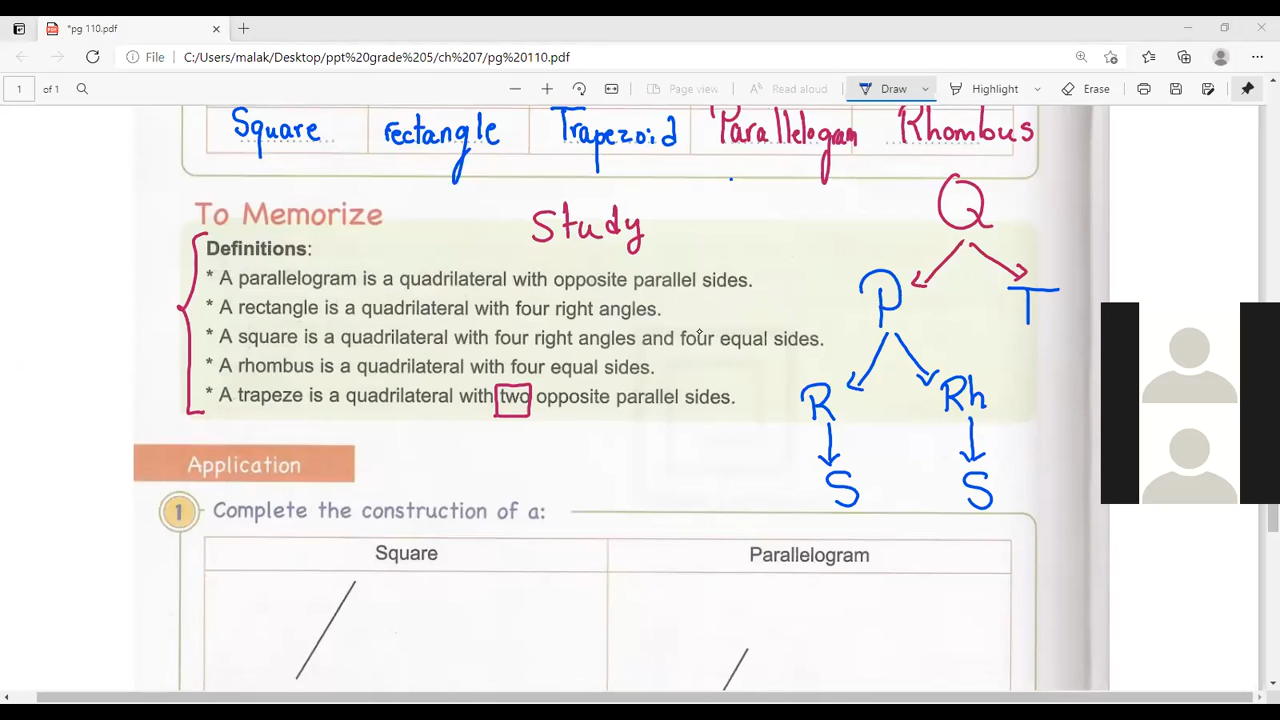 *pg 110.pdf
File
C:/Users/malak/Desktop/ppt%20grade%205/ch%207/pg%20110.pdf
1 of 1
Page view
Read aloud
Draw
Highlight
Erase
Square rectangle Trapezoid Parallelogram Rhombus
To Memorize
Study
Q
Definitions:
* A parallelogram is a quadrilateral with opposite parallel sides.
P T
* A rectangle is a quadrilateral with four right angles.
* A square is a quadrilateral with four right angles and four equal sides.
* A rhombus is a quadrilateral with four equal sides.
* A trapeze is a quadrilateral with two opposite parallel sides.
R Rh
S S
Application
1 Complete the construction of a:
Square Parallelogram